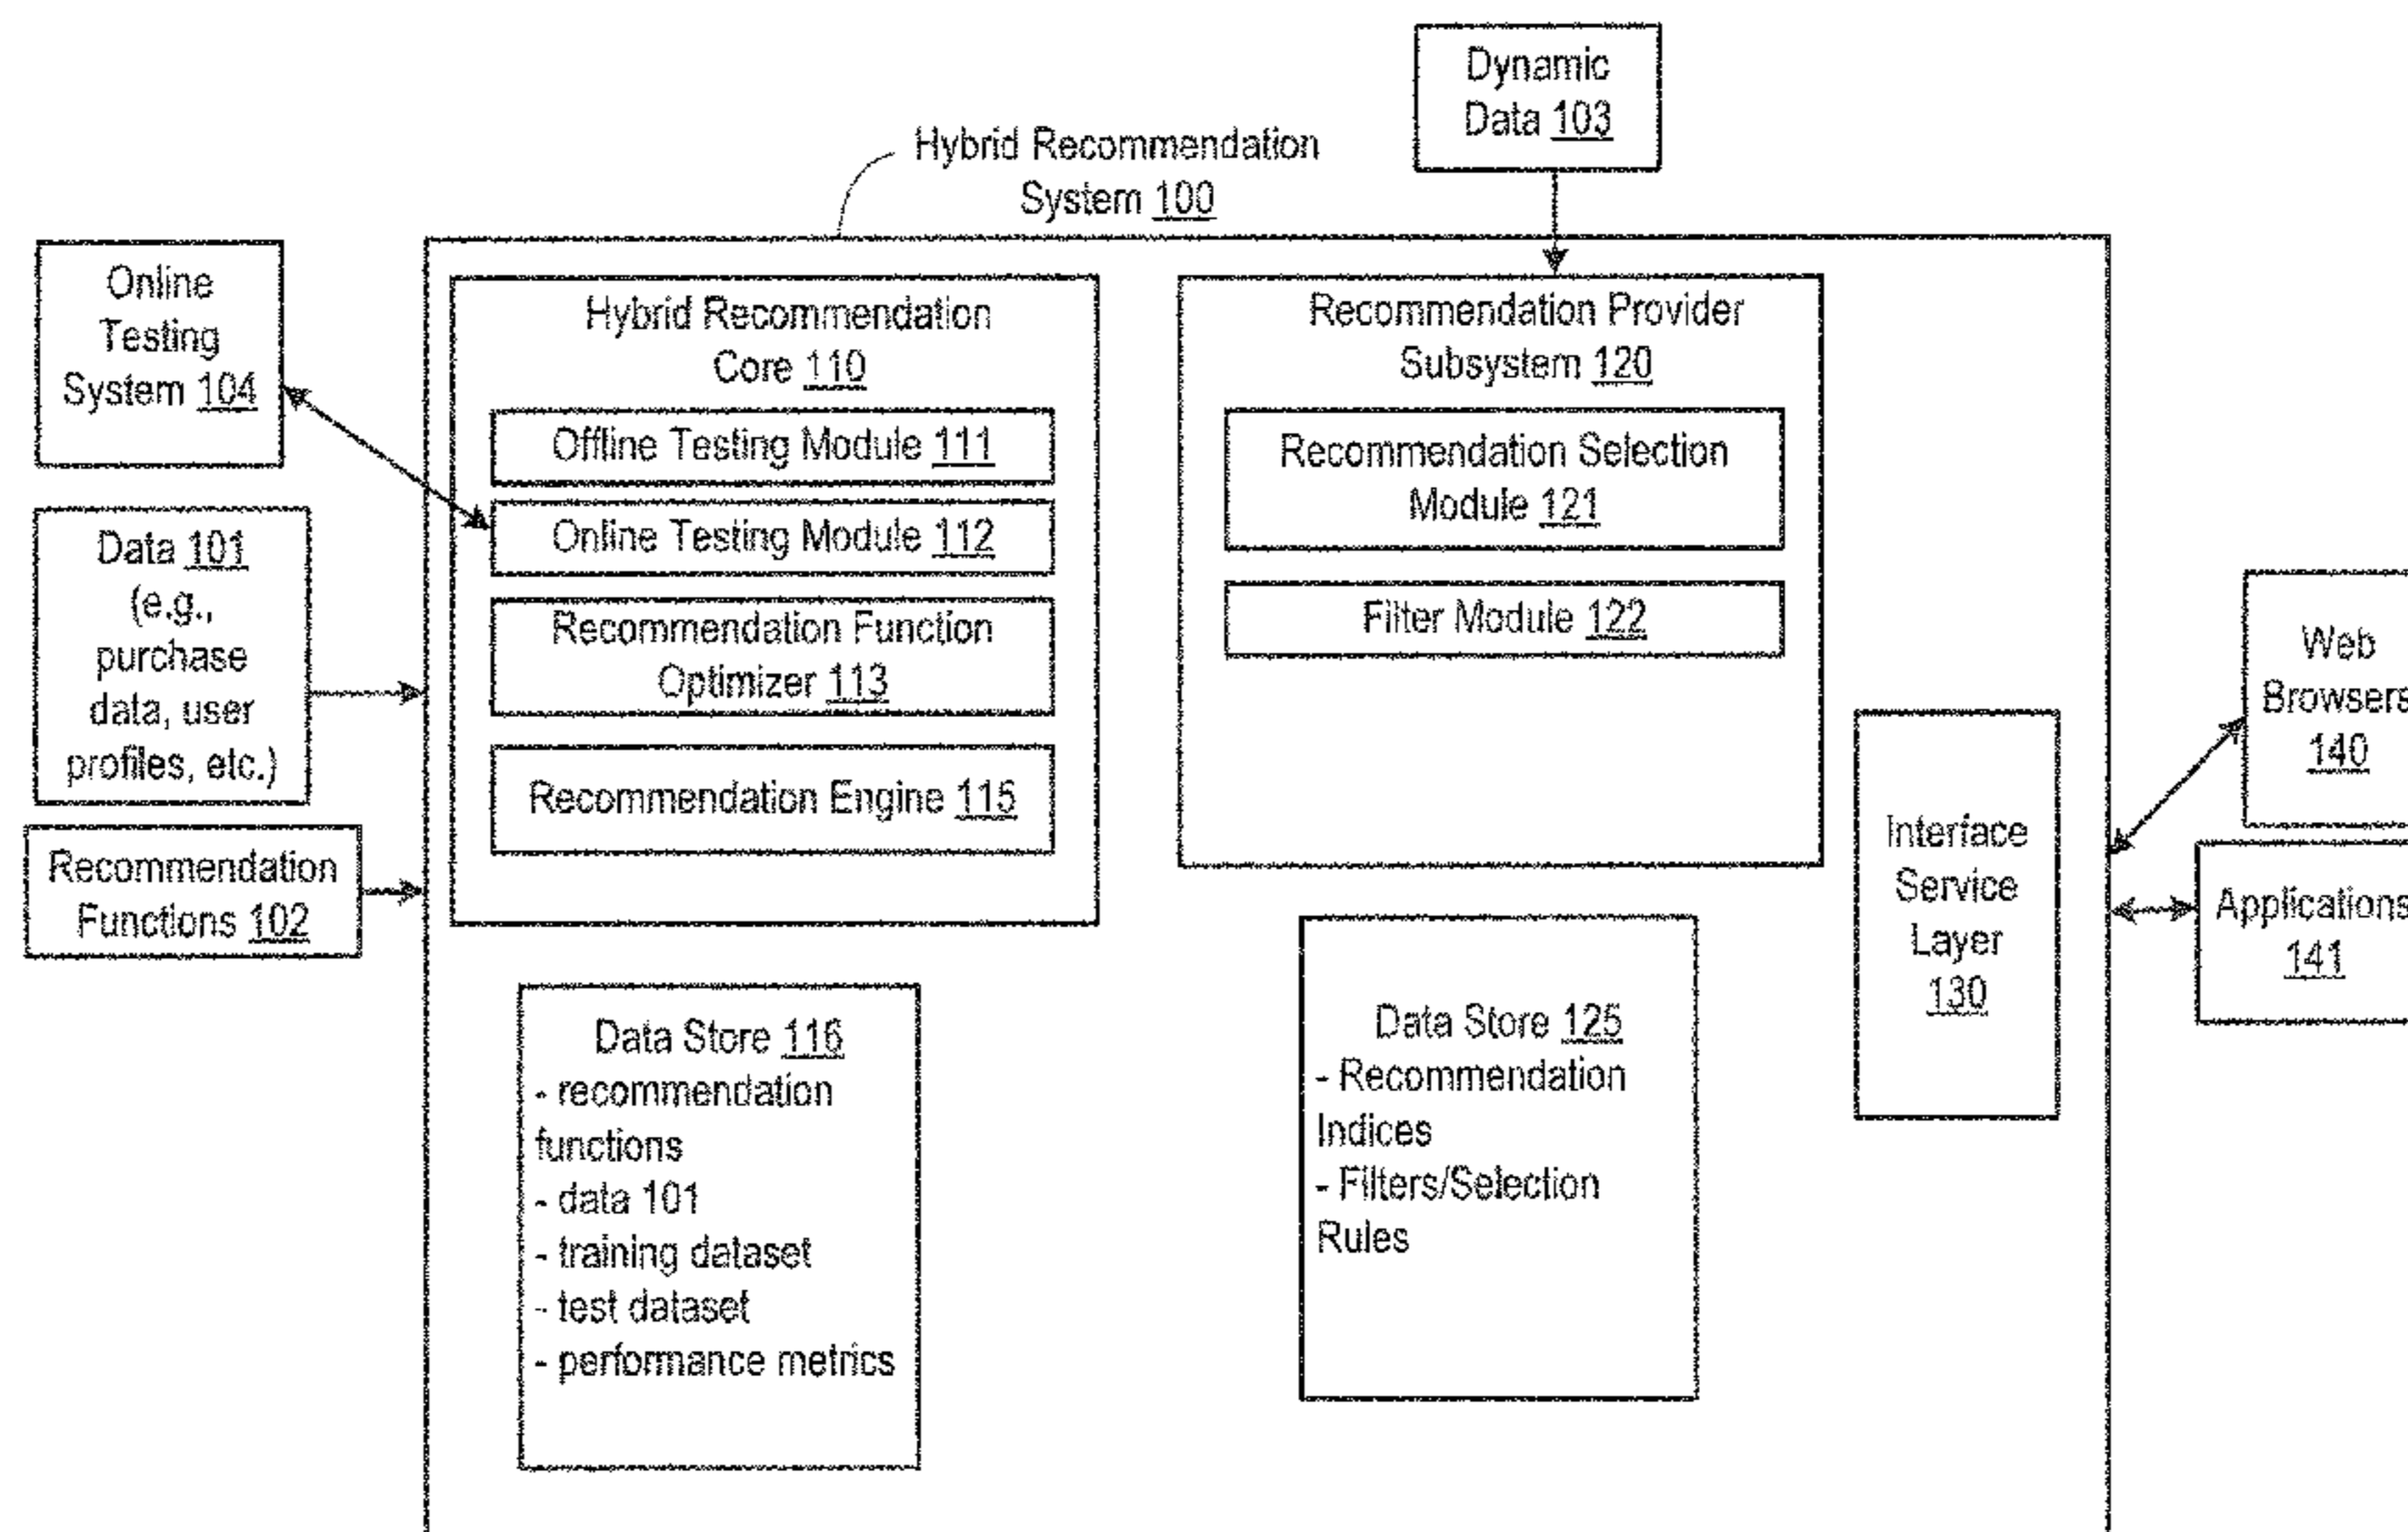 Dynamic
Data 103
Hybrid Recommendation
System 100
Online
Testing
System 104
Data 101
(e.g.,
purchase
data, user
profiles, etc.)
Recommendation
Functions 102
Hybrid Recommendation
Core 110
Offline Testing Module 111
Online Testing Module 112
Recommendation Function
Optimizer 113
Recommendation Engine 115
Recommendation Provider
Subsystem 120
Recommendation Selection
Module 121
Filter Module 122
Interface
Service
Layer
130
Web
Browsers
140
Applications
141
Data Store 116
- recommendation
functions
- data 101
- training dataset
- test dataset
- performance metrics
Data Store 125
- Recommendation
Indices
- Filters/Selection
Rules